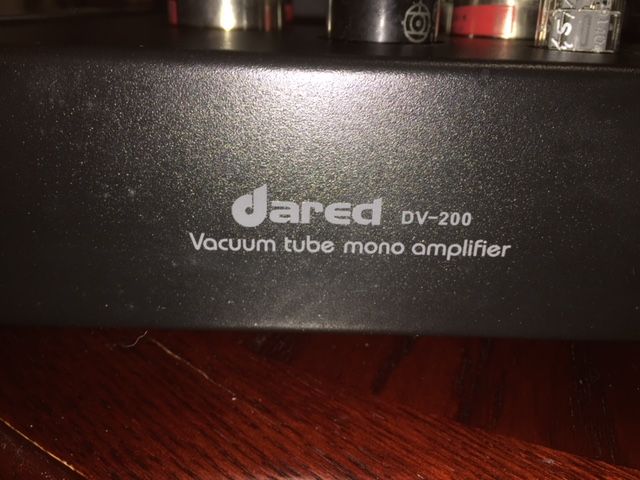 dared DV-200
Vacuum tube mono amplifier